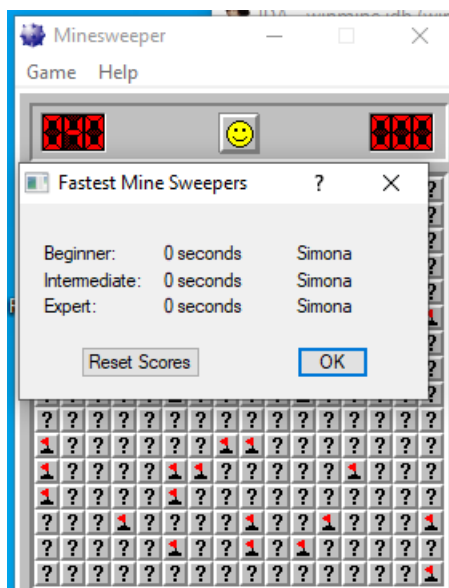 Minesweeper
Game Help
040 000
Fastest Mine Sweepers ?
Beginner: 0 seconds Simona
Intermediate: 0 seconds Simona
Expert: 0 seconds Simona
Reset Scores OK
? ? ? ? ? ? ? ? ? ? ? ? ? ? ? ?
? ? ? ? ? ? ? ? ? ? ? ? ?
? ? ? ? ? ? ? ? ? ? ? ? ?
? ? ? ? ? ? ? ? ? ? ? ? ? ?
? ? ? ? ? ? ? ? ? ? ? ?
? ? ? ? ? ? ? ? ? ? ? ? ?
? ? ? ? ? ? ? ? ? ? ? ? ? ? ?